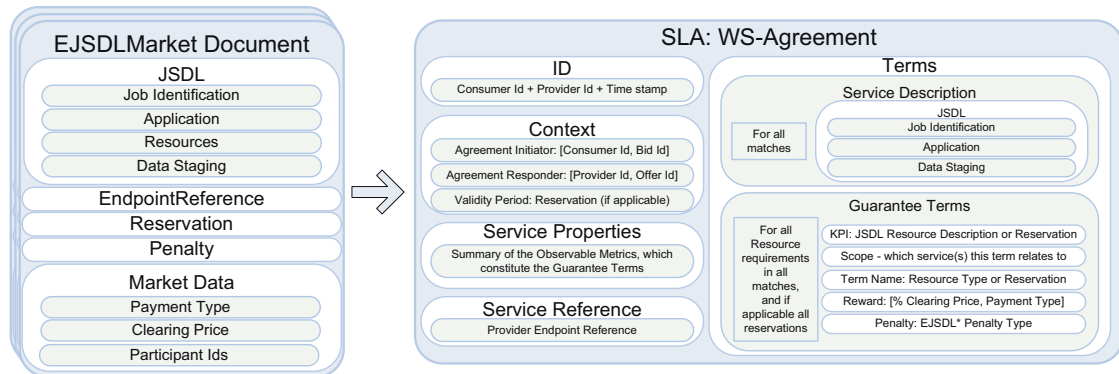 EJSDLMarket Document
JSDL
Job Identification
Application
Resources
Data Staging
EndpointReference
Reservation
Penalty
Market Data
Payment Type
Clearing Price
Participant Ids
SLA: WS-Agreement
ID
Consumer Id + Provider Id + Time stamp
Context
Agreement Initiator: [Consumer Id, Bid Id]
Agreement Responder: [Provider Id, Offer Id]
Validity Period: Reservation (if applicable)
Service Properties
Summary of the Observable Metrics, which
constitute the Guarantee Terms
Service Reference
Provider Endpoint Reference
Terms
Service Description
For all
matches
JSDL
Job Identification
Application
Data Staging
Guarantee Terms
For all
Resource
requirements
in all
matches,
and if
applicable all
reservations
KPI: JSDL Resource Description or Reservation
Scope - which service(s) this term relates to
Term Name: Resource Type or Reservation
Reward: [% Clearing Price, Payment Type]
Penalty: EJSDL* Penalty Type